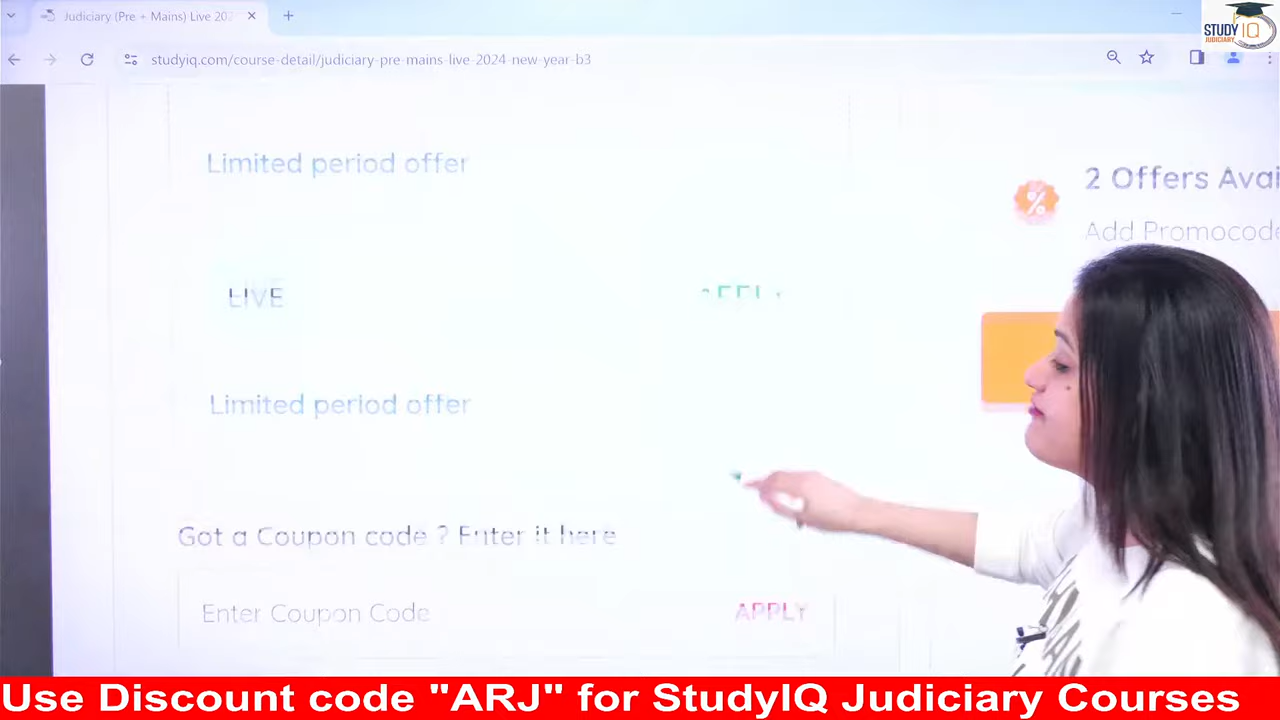 Judiciary (Pre + Mains) Live 202
studyiq.com/course-detail/judiciary-pre-mains-live-2024-new-year-b3
STUDY IQ
JUDICIARY
Limited period offer
2 Offers Avai
Add Promocode
LIVE
APPLY
Limited period offer
Got a Coupon code ? Enter it here
Enter Coupon Code
APPLY
Use Discount code "ARJ" for StudyIQ Judiciary Courses